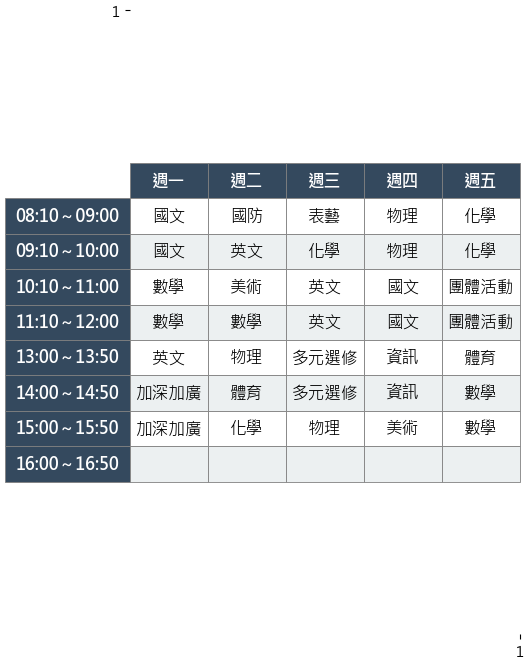 1 -
週一 週二 週三 週四 週五
08:10 ~ 09:00 國文 國防 表藝 物理 化學
09:10 ~ 10:00 國文 英文 化學 物理 化學
10:10 ~ 11:00 數學 美術 英文 國文 團體活動
11:10 ~ 12:00 數學 數學 英文 國文 團體活動
13:00 ~ 13:50 英文 物理 多元選修 資訊 體育
14:00 ~ 14:50 加深加廣 體育 多元選修 資訊 數學
15:00 ~ 15:50 加深加廣 化學 物理 美術 數學
16:00 ~ 16:50
1